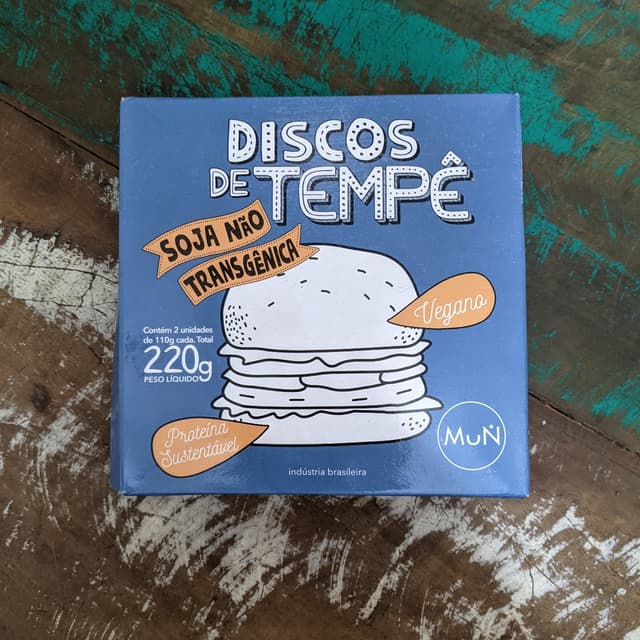 DISCOS
DE TEMPÊ
SOJA NÃO
TRANSGÊNICA
Vegano
Contém 2 unidades
de 110g cada. Total
220g
PESO LÍQUIDO
Proteína
Sustentável
MuÑ
indústria brasileira